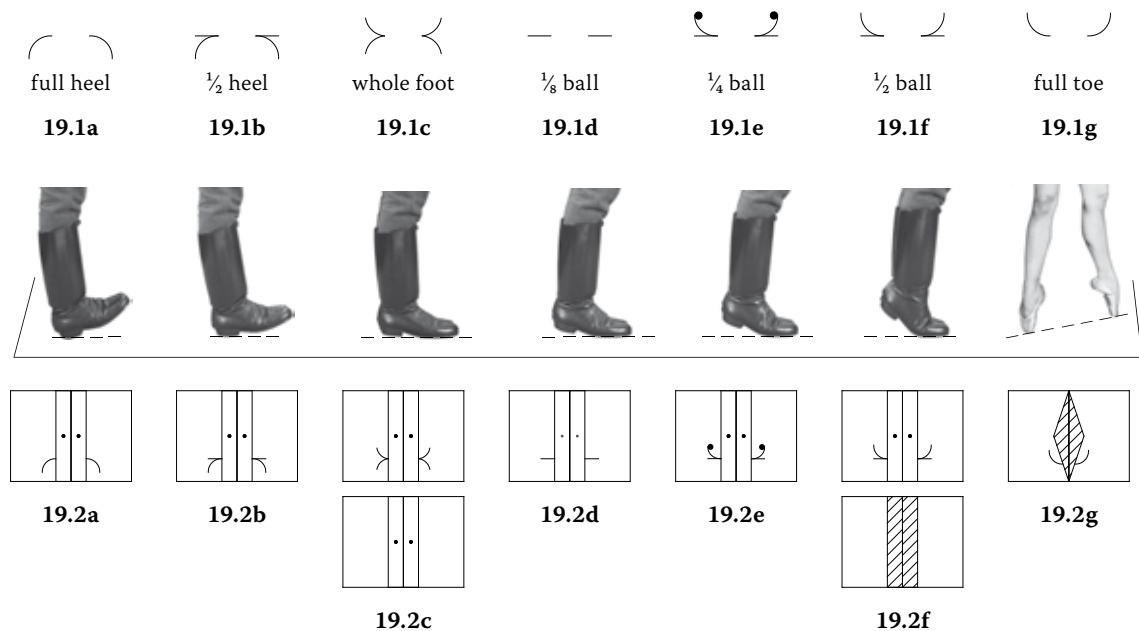 full heel ½ heel whole foot ⅛ ball ¼ ball ½ ball full toe
19.1a 19.1b 19.1c 19.1d 19.1e 19.1f 19.1g
19.2a 19.2b 19.2d 19.2e 19.2g
19.2c 19.2f